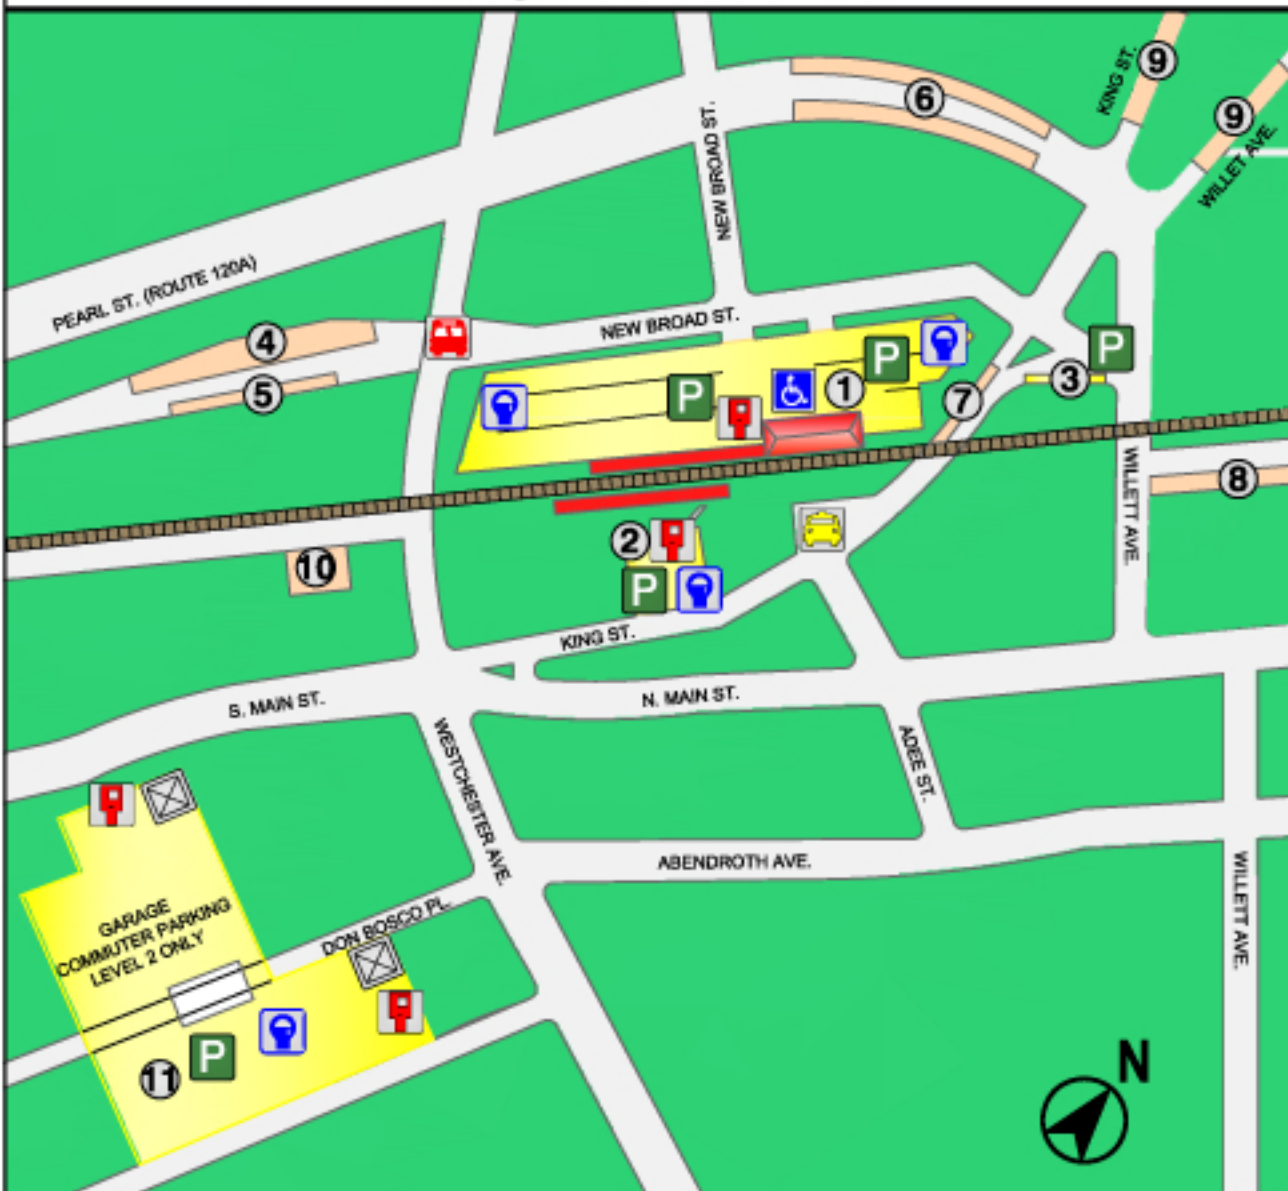 KING ST.
9
9
WILLET AVE.
6
NEW BROAD ST.
PEARL ST. (ROUTE 120A)
NEW BROAD ST.
4
5
P
P
P
1
7
3
8
WILLETT AVE.
2
10
P
KING ST.
S. MAIN ST.
N. MAIN ST.
WESTCHESTER AVE.
ADEE ST.
ABENDROTH AVE.
WILLETT AVE.
GARAGE
COMMUTER PARKING
LEVEL 2 ONLY
DON BOSCO PL.
P
11
N